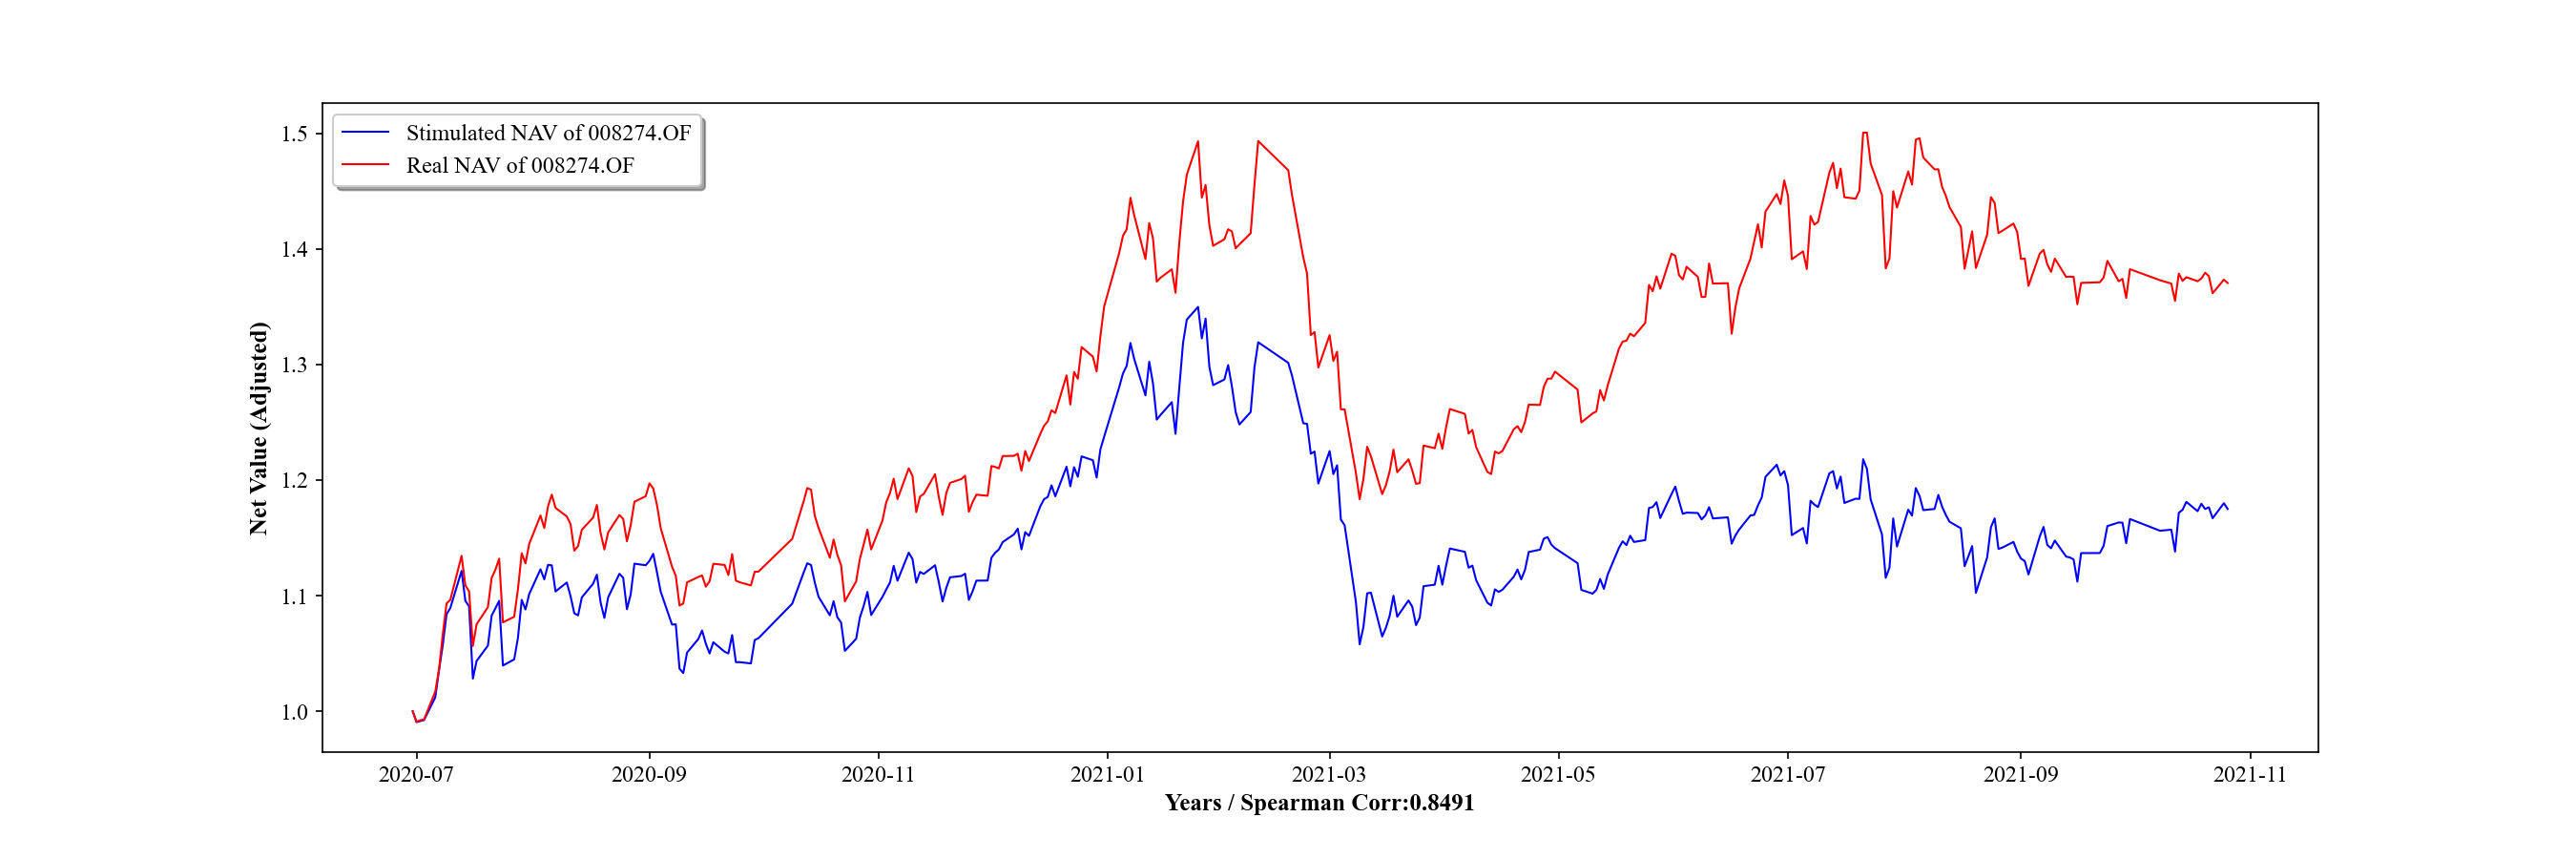 Stimulated NAV of 008274.OF
Real NAV of 008274.OF
Net Value (Adjusted)
1.5
1.4
1.3
1.2
1.1
1.0
2020-07 2020-09 2020-11 2021-01 2021-03 2021-05 2021-07 2021-09 2021-11
Years / Spearman Corr:0.8491